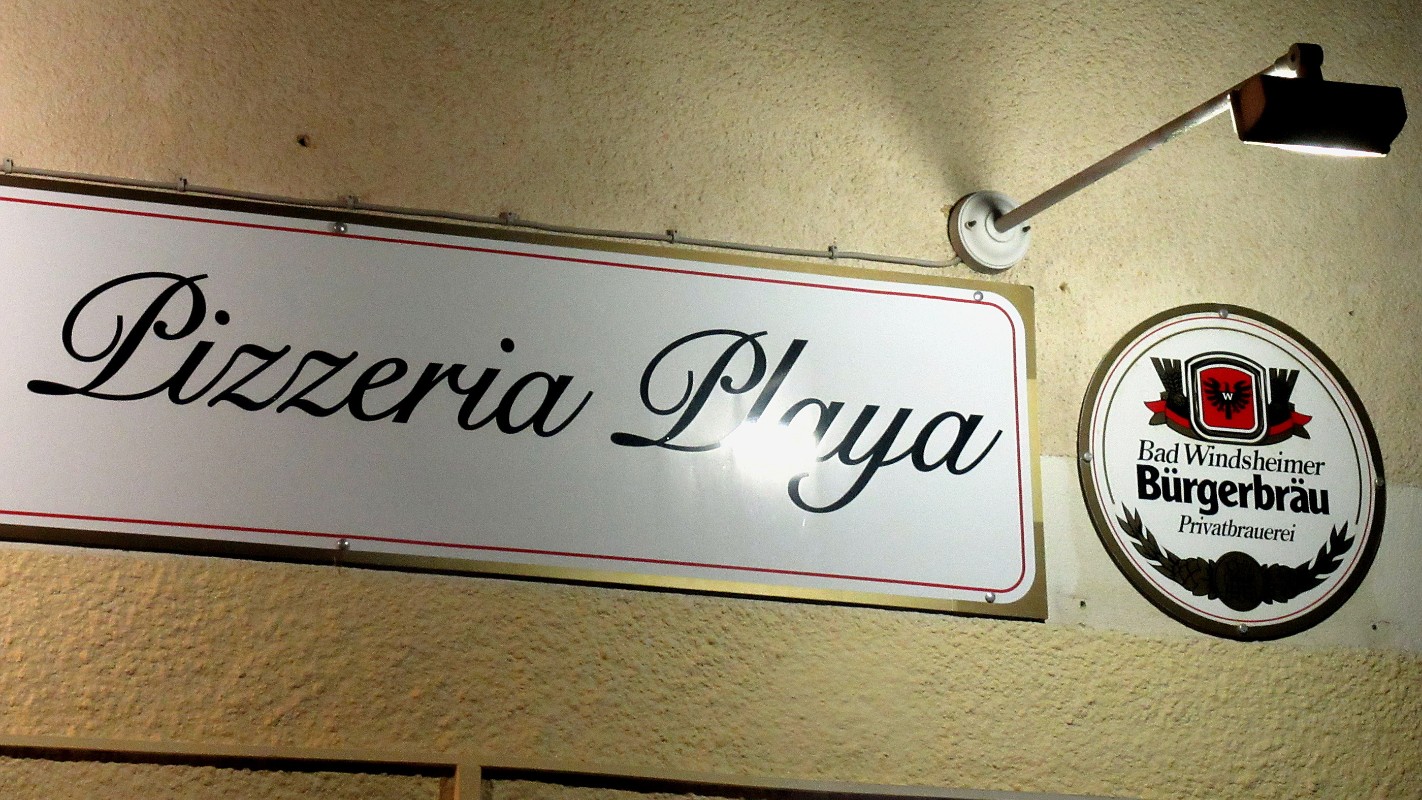 Pizzeria Playa
W W
W
Bad Windsheimer
Bürgerbräu
Privatbrauerei